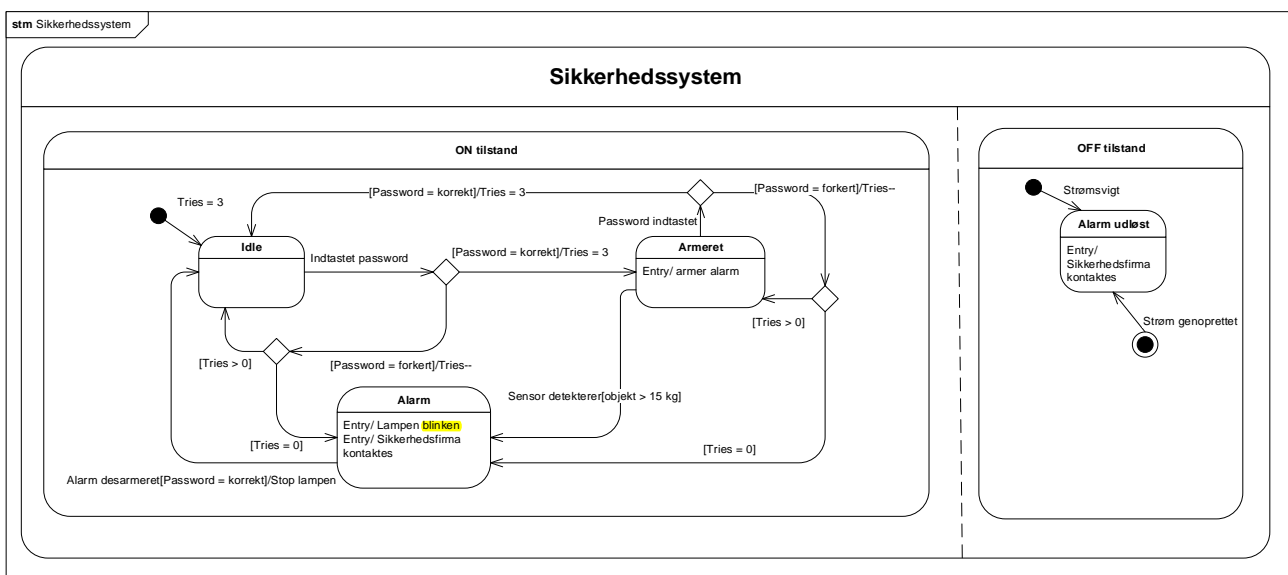 stm Sikkerhedssystem
Sikkerhedssystem
ON tilstand
Tries = 3
[Password = korrekt]/Tries = 3
[Password = forkert]/Tries--
Password indtastet
Idle
Indtastet password
[Password = korrekt]/Tries = 3
Armeret
Entry/ armer alarm
[Tries > 0]
[Tries > 0]
[Password = forkert]/Tries--
Sensor detekterer[objekt > 15 kg]
Alarm
Entry/ Lampen blinken
Entry/ Sikkerhedsfirma
kontaktes
[Tries = 0]
[Tries = 0]
Alarm desarmeret[Password = korrekt]/Stop lampen
OFF tilstand
Strømsvigt
Alarm udløst
Entry/
Sikkerhedsfirma
kontaktes
Strøm genoprettet